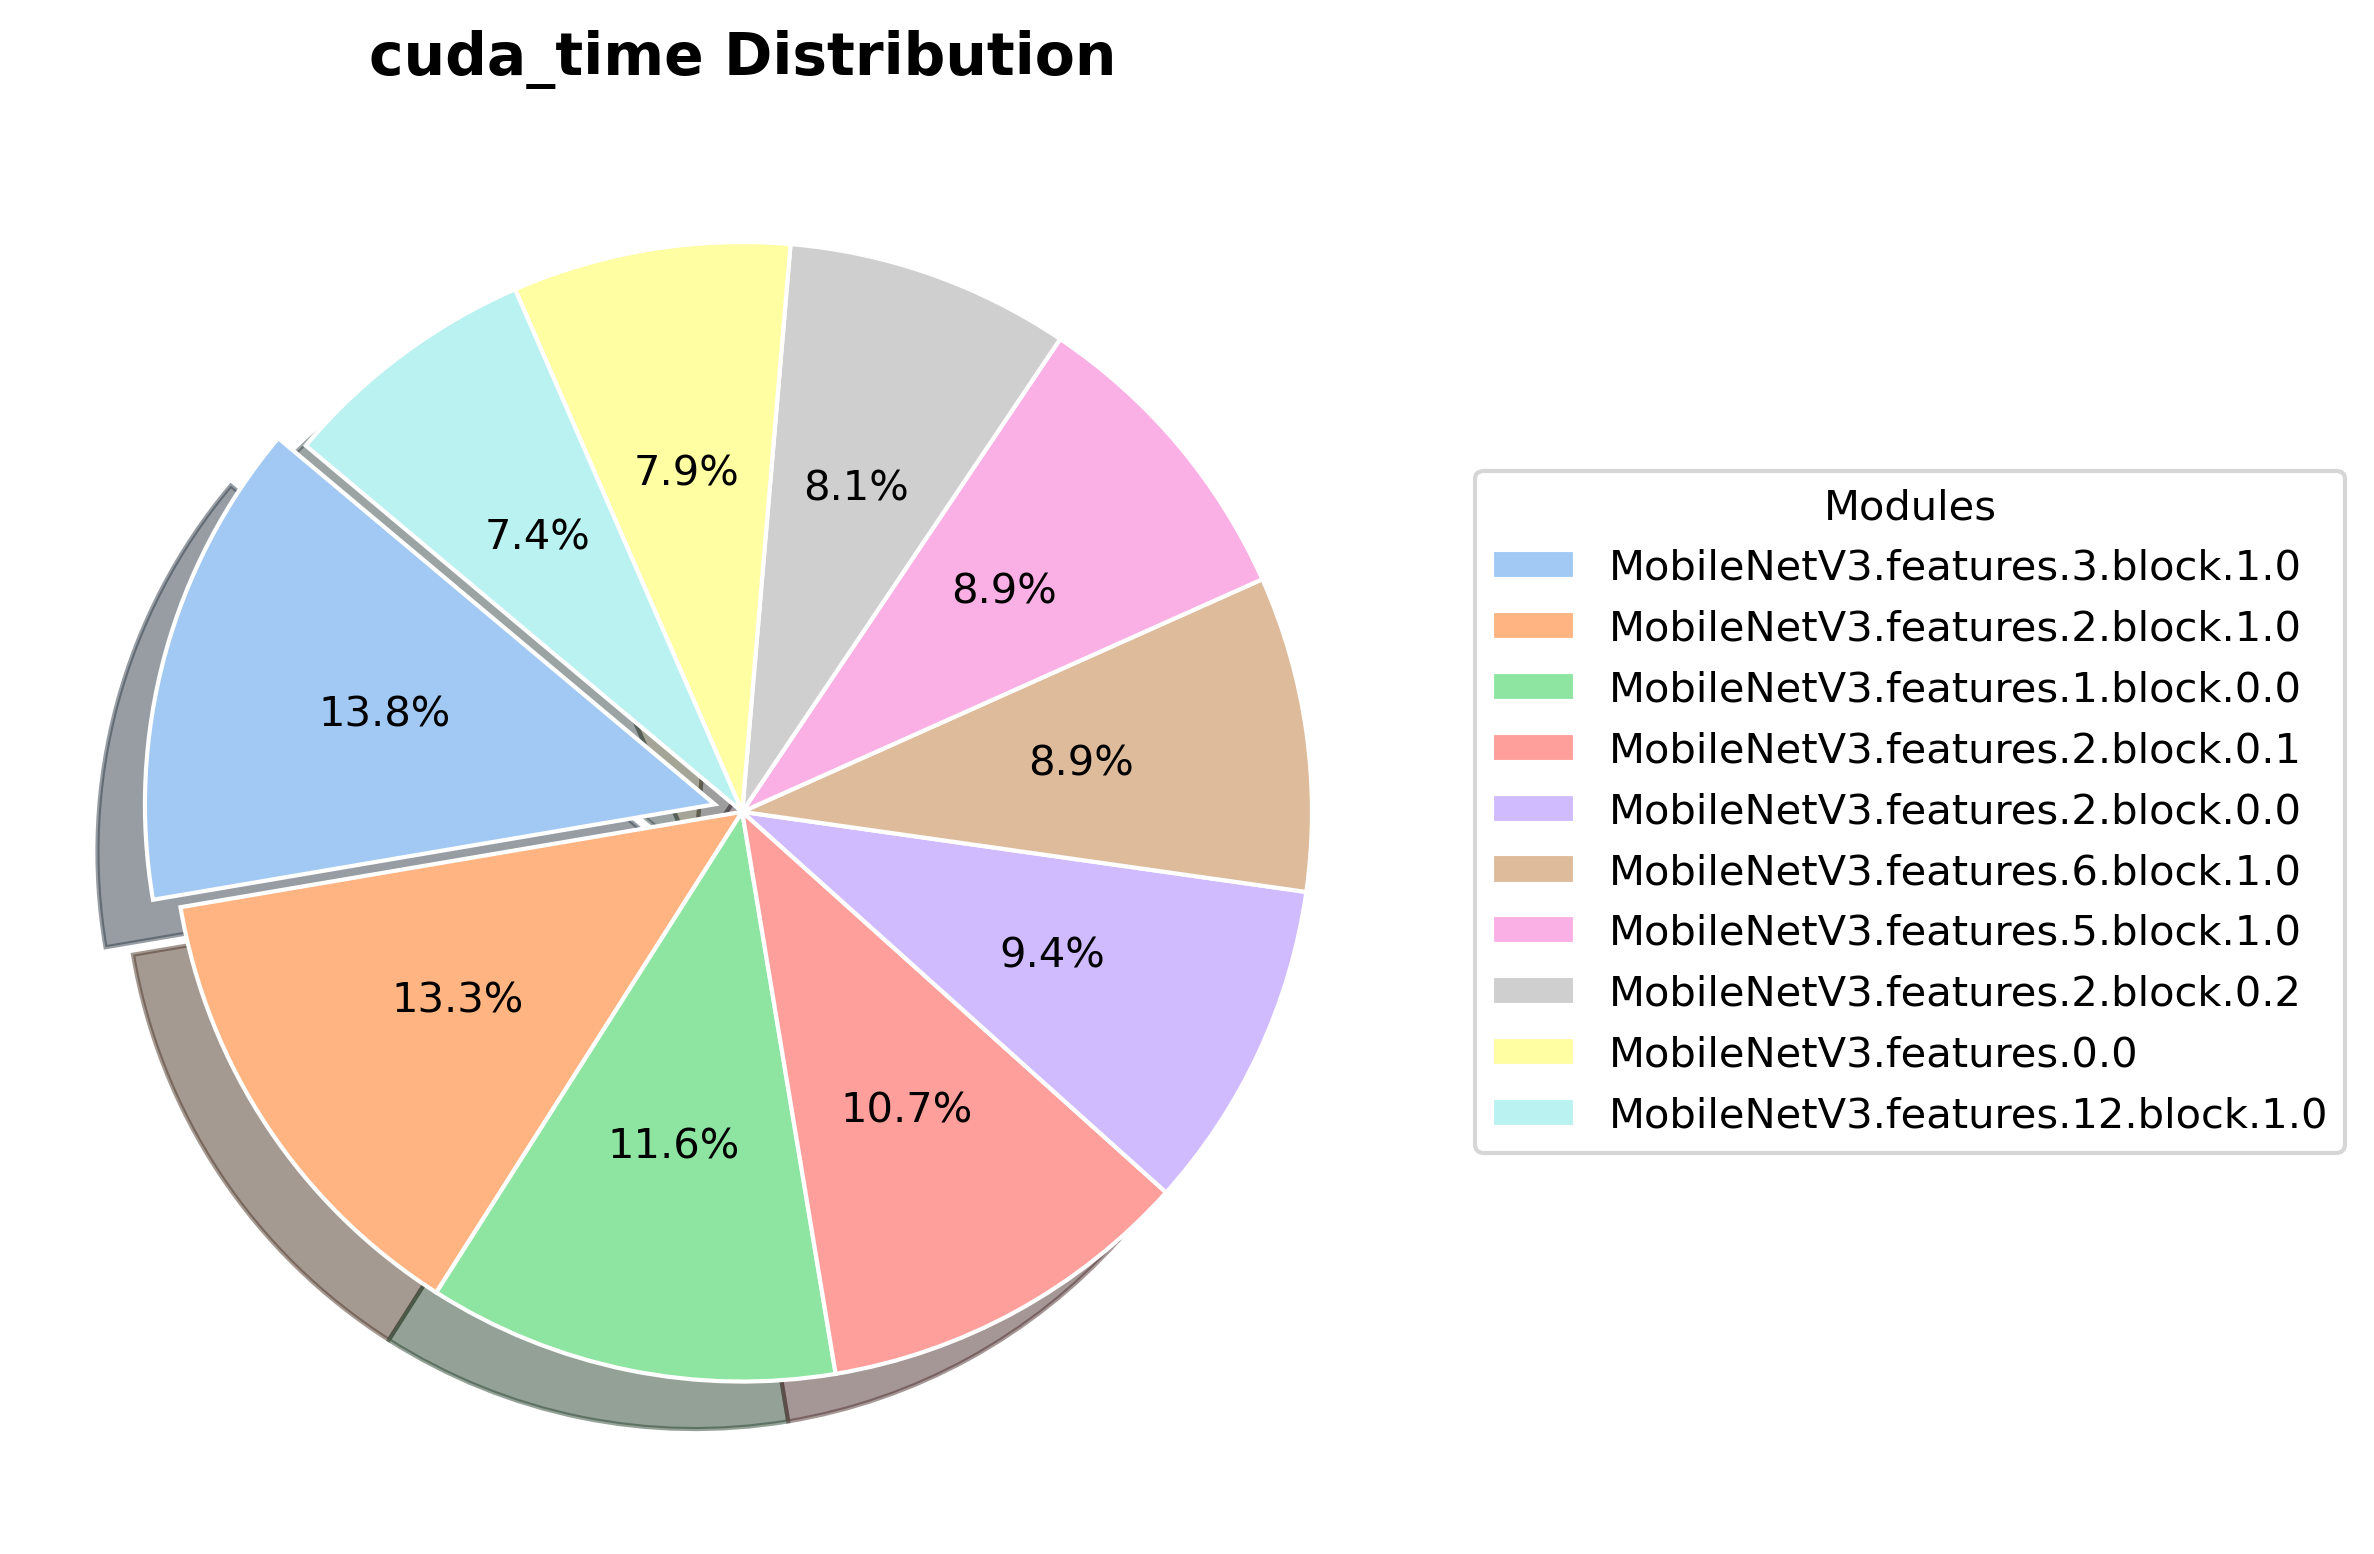 cuda_time Distribution
7.9%
8.1%
7.4%
8.9%
13.8%
8.9%
9.4%
13.3%
10.7%
11.6%
Modules
MobileNetV3.features.3.block.1.0
MobileNetV3.features.2.block.1.0
MobileNetV3.features.1.block.0.0
MobileNetV3.features.2.block.0.1
MobileNetV3.features.2.block.0.0
MobileNetV3.features.6.block.1.0
MobileNetV3.features.5.block.1.0
MobileNetV3.features.2.block.0.2
MobileNetV3.features.0.0
MobileNetV3.features.12.block.1.0